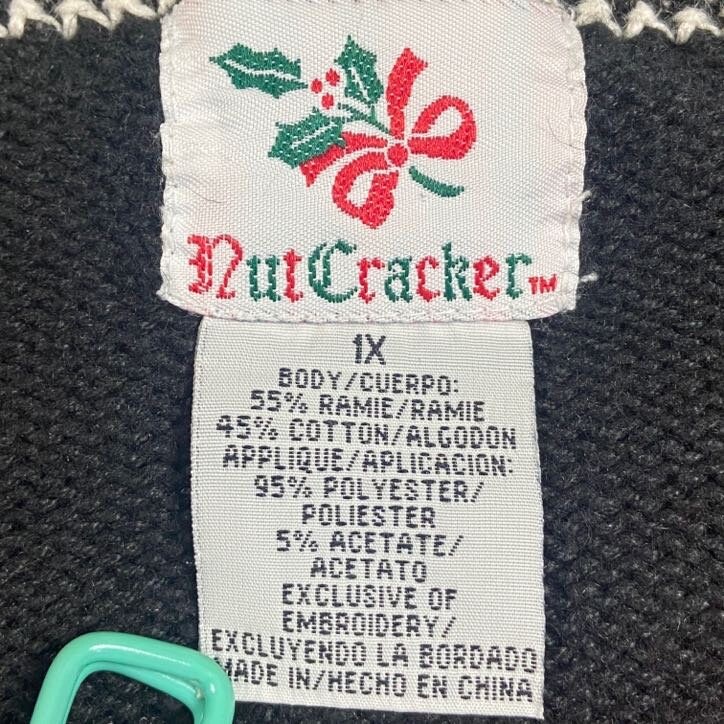 NutCracker™
1X
BODY/CUERPO:
55% RAMIE/RAMIE
45% COTTON/ALGODON
APPLIQUE/APLICACION:
95% POLYESTER/
POLIESTER
5% ACETATE/
ACETATO
EXCLUSIVE OF
EMBROIDERY/
EXCLUYENDO LA BORDADO
MADE IN/HECHO EN CHINA